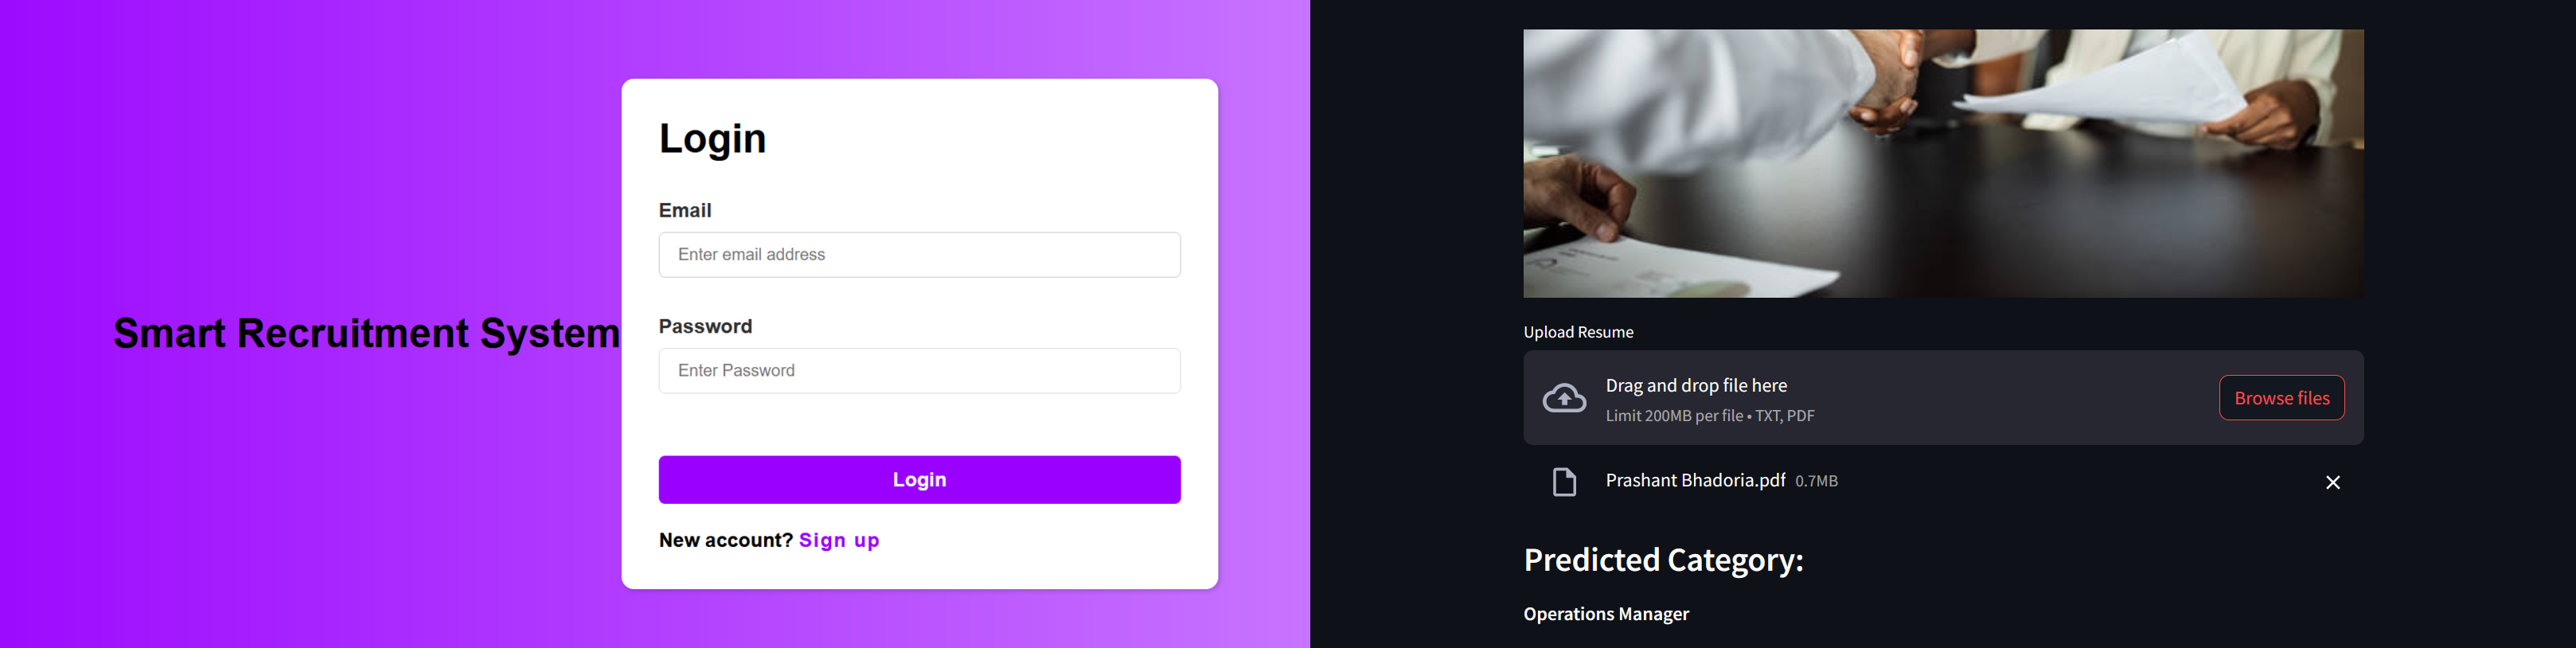 Smart Recruitment System
Login
Email
Enter email address
Password
Enter Password
Login
New account? Sign up
Upload Resume
Drag and drop file here
Limit 200MB per file • TXT, PDF
Browse files
Prashant Bhadoria.pdf 0.7MB
Predicted Category:
Operations Manager